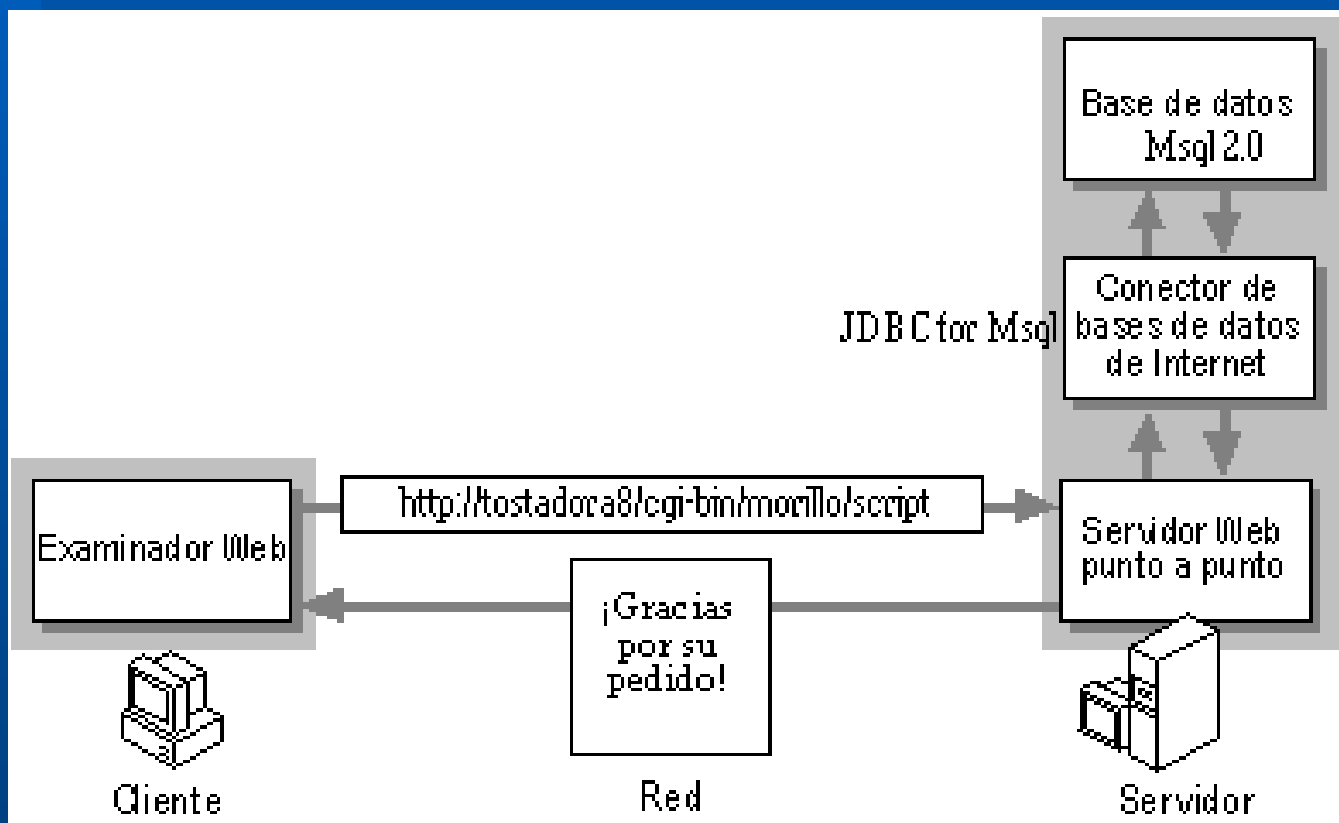 Base de datos
Msql 2.0
JDBC for Msql
Conector de
bases de datos
de Internet
http://tostadora8/cgi-bin/morillo/script
Examinador Web
Servidor Web
punto a punto
¡Gracias
por su
pedido!
Cliente
Red
Servidor